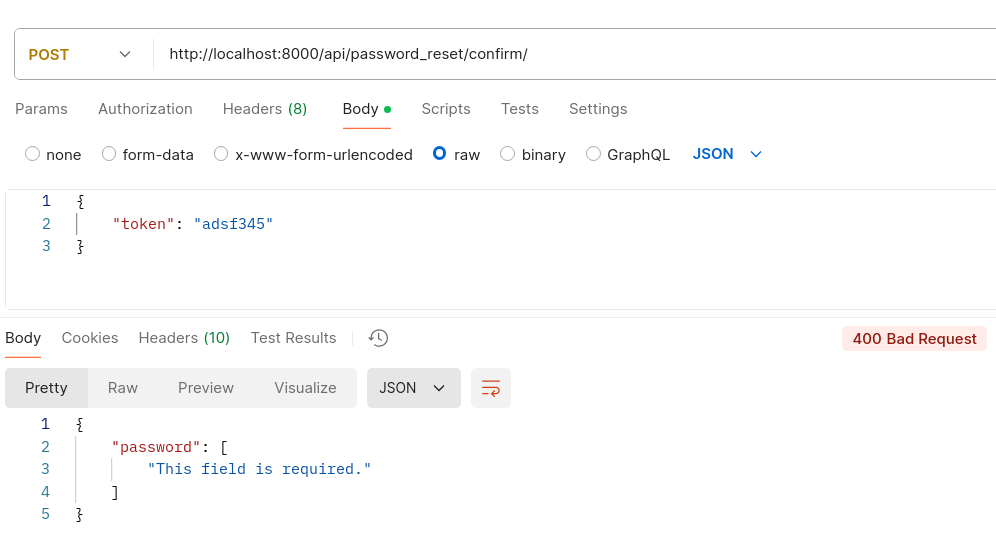 POST http://localhost:8000/api/password_reset/confirm/
Params Authorization Headers (8) Body Scripts Tests Settings
none form-data x-www-form-urlencoded raw binary GraphQL JSON
1 {
2 "token": "adsf345"
3 }
Body Cookies Headers (10) Test Results 400 Bad Request
Pretty Raw Preview Visualize JSON
1 {
2 "password": [
3 "This field is required."
4 ]
5 }